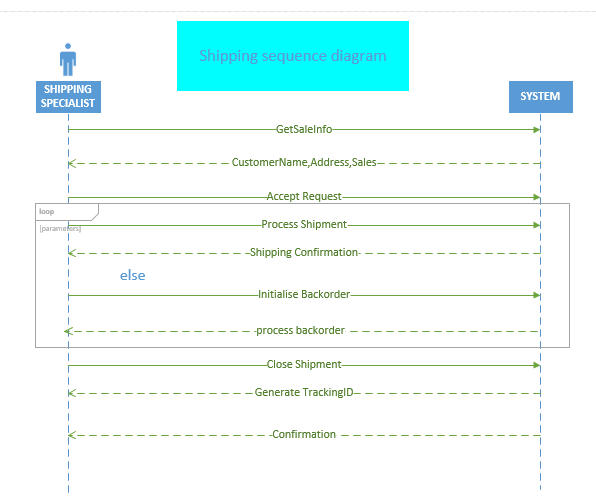 Shipping sequence diagram
SHIPPING
SPECIALIST
SYSTEM
GetSaleInfo
CustomerName,Address,Sales
Accept Request
loop
[parameters]
Process Shipment
Shipping Confirmation
else
Initialise Backorder
process backorder
Close Shipment
Generate TrackingID
Confirmation